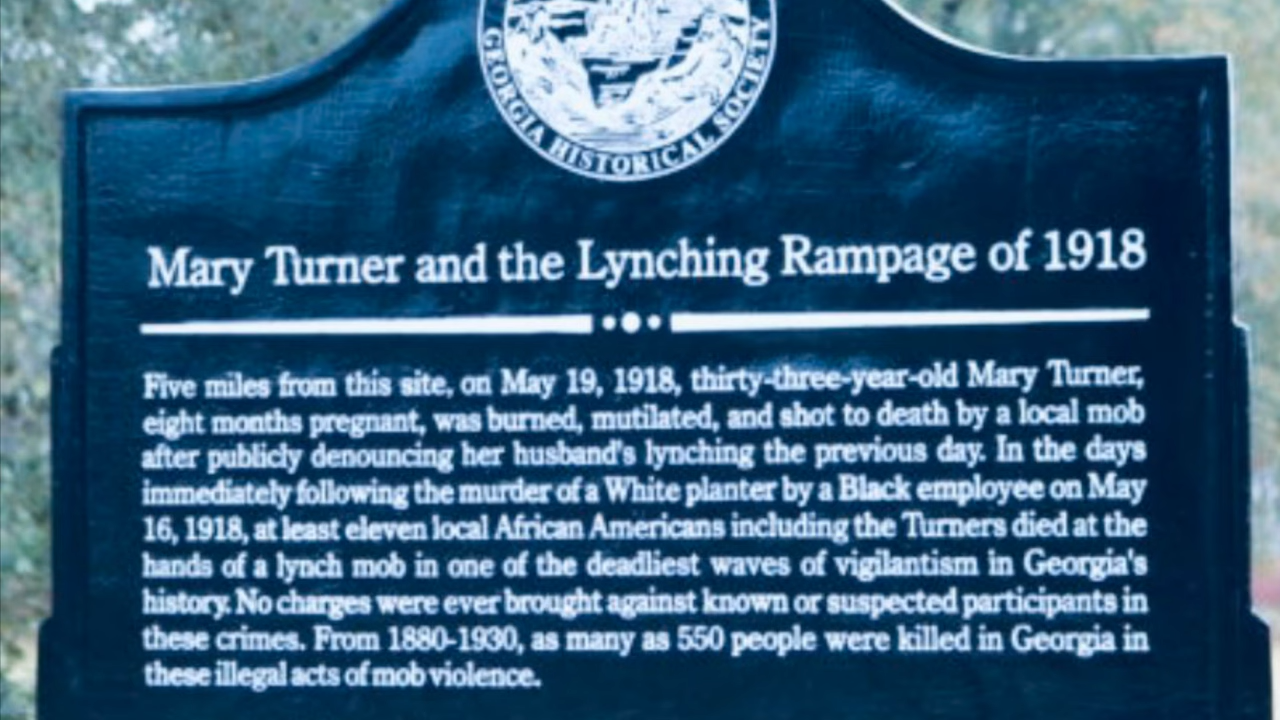 GEORGIA HISTORICAL SOCIETY
Mary Turner and the Lynching Rampage of 1918
Five miles from this site, on May 19, 1918, thirty-three-year-old Mary Turner,
eight months pregnant, was burned, mutilated, and shot to death by a local mob
after publicly denouncing her husband's lynching the previous day. In the days
immediately following the murder of a White planter by a Black employee on May
16, 1918, at least eleven local African Americans including the Turners died at the
hands of a lynch mob in one of the deadliest waves of vigilantism in Georgia's
history. No charges were ever brought against known or suspected participants in
these crimes. From 1880-1930, as many as 550 people were killed in Georgia in
these illegal acts of mob violence.